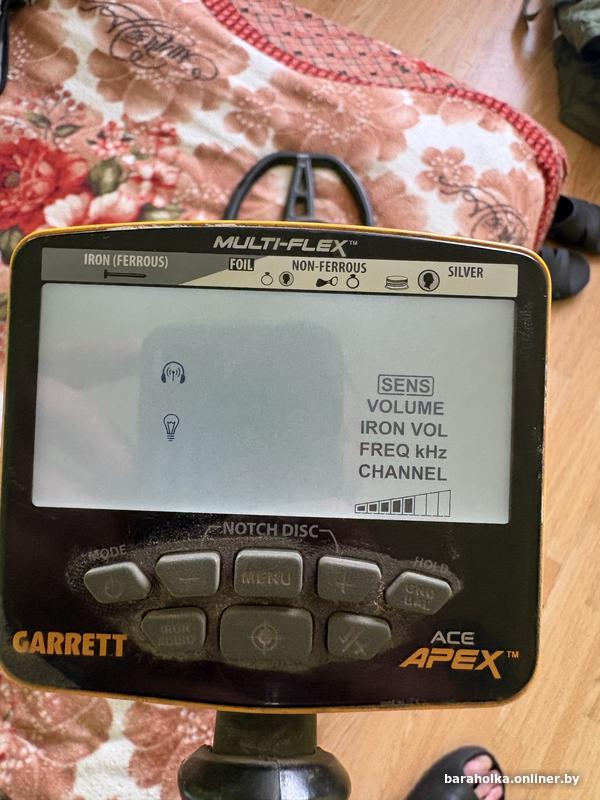 MULTI-FLEX™
IRON (FERROUS) FOIL NON-FERROUS SILVER
SENS
VOLUME
IRON VOL
FREQ kHz
CHANNEL
NOTCH DISC
MODE
HOLD
− MENU + GND BAL
IRON AUDIO
GARRETT
ACE
APEX™
baraholka.onliner.by